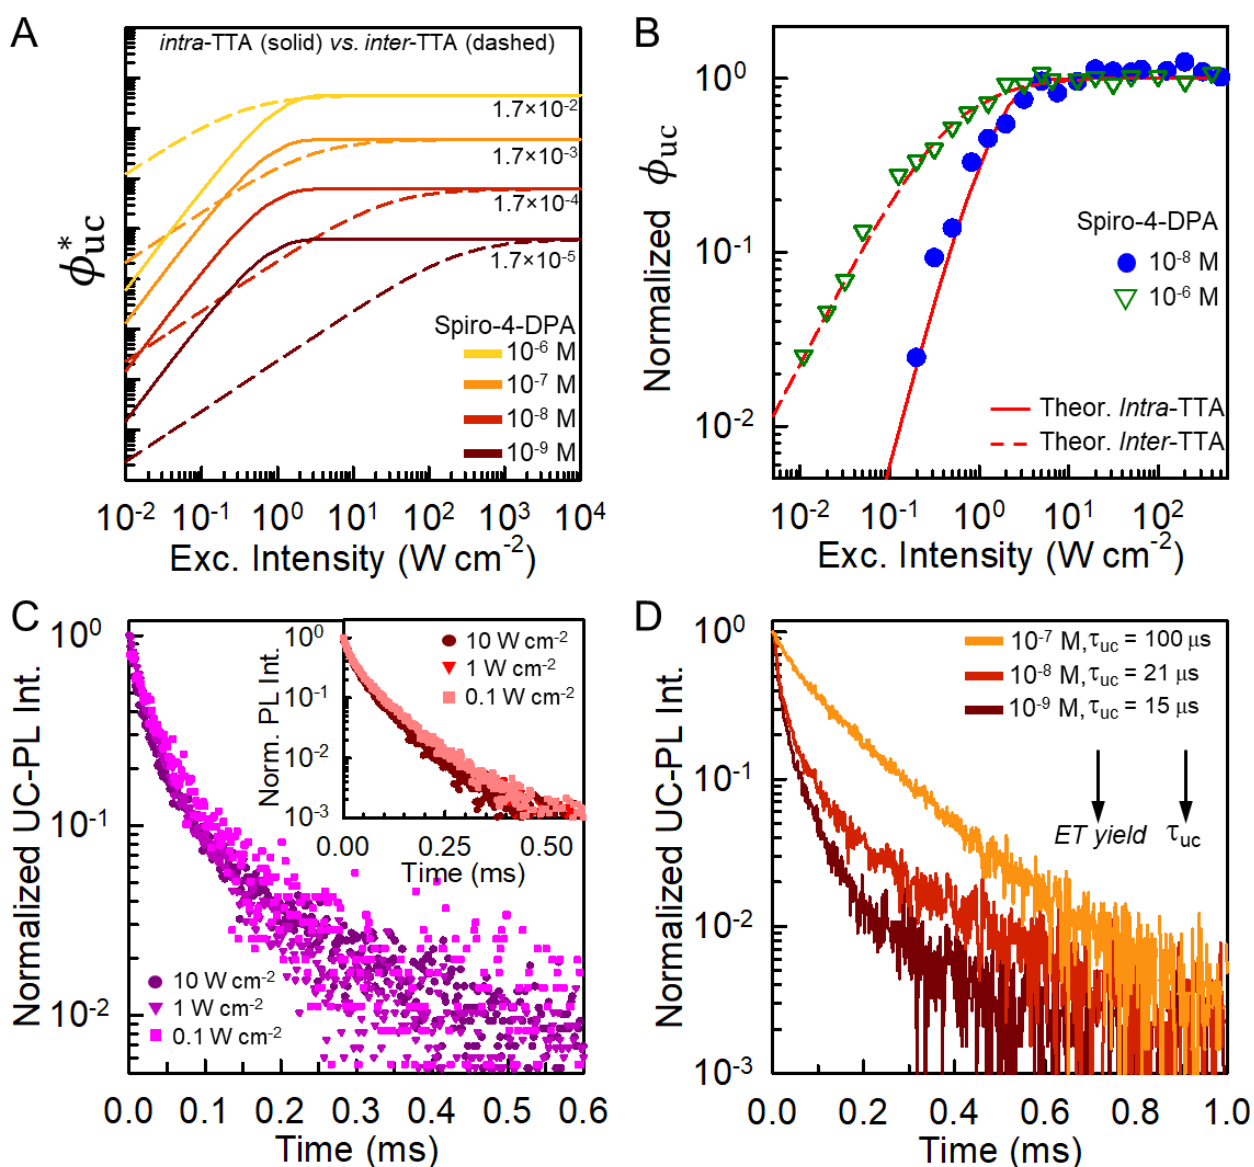 A
intra-TTA (solid) vs. inter-TTA (dashed)
1.7×10⁻²
1.7×10⁻³
1.7×10⁻⁴
1.7×10⁻⁵
ϕ*uc
Spiro-4-DPA
10⁻⁶ M
10⁻⁷ M
10⁻⁸ M
10⁻⁹ M
10⁻² 10⁻¹ 10⁰ 10¹ 10² 10³ 10⁴
Exc. Intensity (W cm⁻²)
B
10⁰
10⁻¹
10⁻²
Normalized ϕuc
Spiro-4-DPA
10⁻⁸ M
10⁻⁶ M
Theor. Intra-TTA
Theor. Inter-TTA
10⁻² 10⁻¹ 10⁰ 10¹ 10²
Exc. Intensity (W cm⁻²)
C
10⁰
10⁻¹
10⁻²
Normalized UC-PL Int.
10⁰
10⁻¹
10⁻²
10⁻³
Norm. PL Int.
10 W cm⁻²
1 W cm⁻²
0.1 W cm⁻²
0.00 0.25 0.50
Time (ms)
10 W cm⁻²
1 W cm⁻²
0.1 W cm⁻²
0.0 0.1 0.2 0.3 0.4 0.5 0.6
Time (ms)
D
10⁰
10⁻¹
10⁻²
10⁻³
Normalized UC-PL Int.
10⁻⁷ M, τuc = 100 μs
10⁻⁸ M, τuc = 21 μs
10⁻⁹ M, τuc = 15 μs
ET yield τuc
0.0 0.2 0.4 0.6 0.8 1.0
Time (ms)